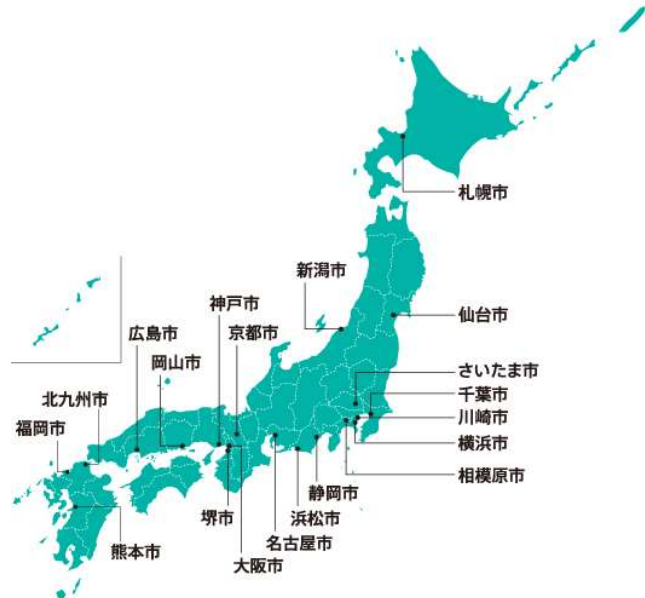 札幌市
新潟市
神戸市
仙台市
広島市
京都市
岡山市
さいたま市
千葉市
北九州市
川崎市
福岡市
横浜市
相模原市
静岡市
堺市
浜松市
名古屋市
熊本市
大阪市